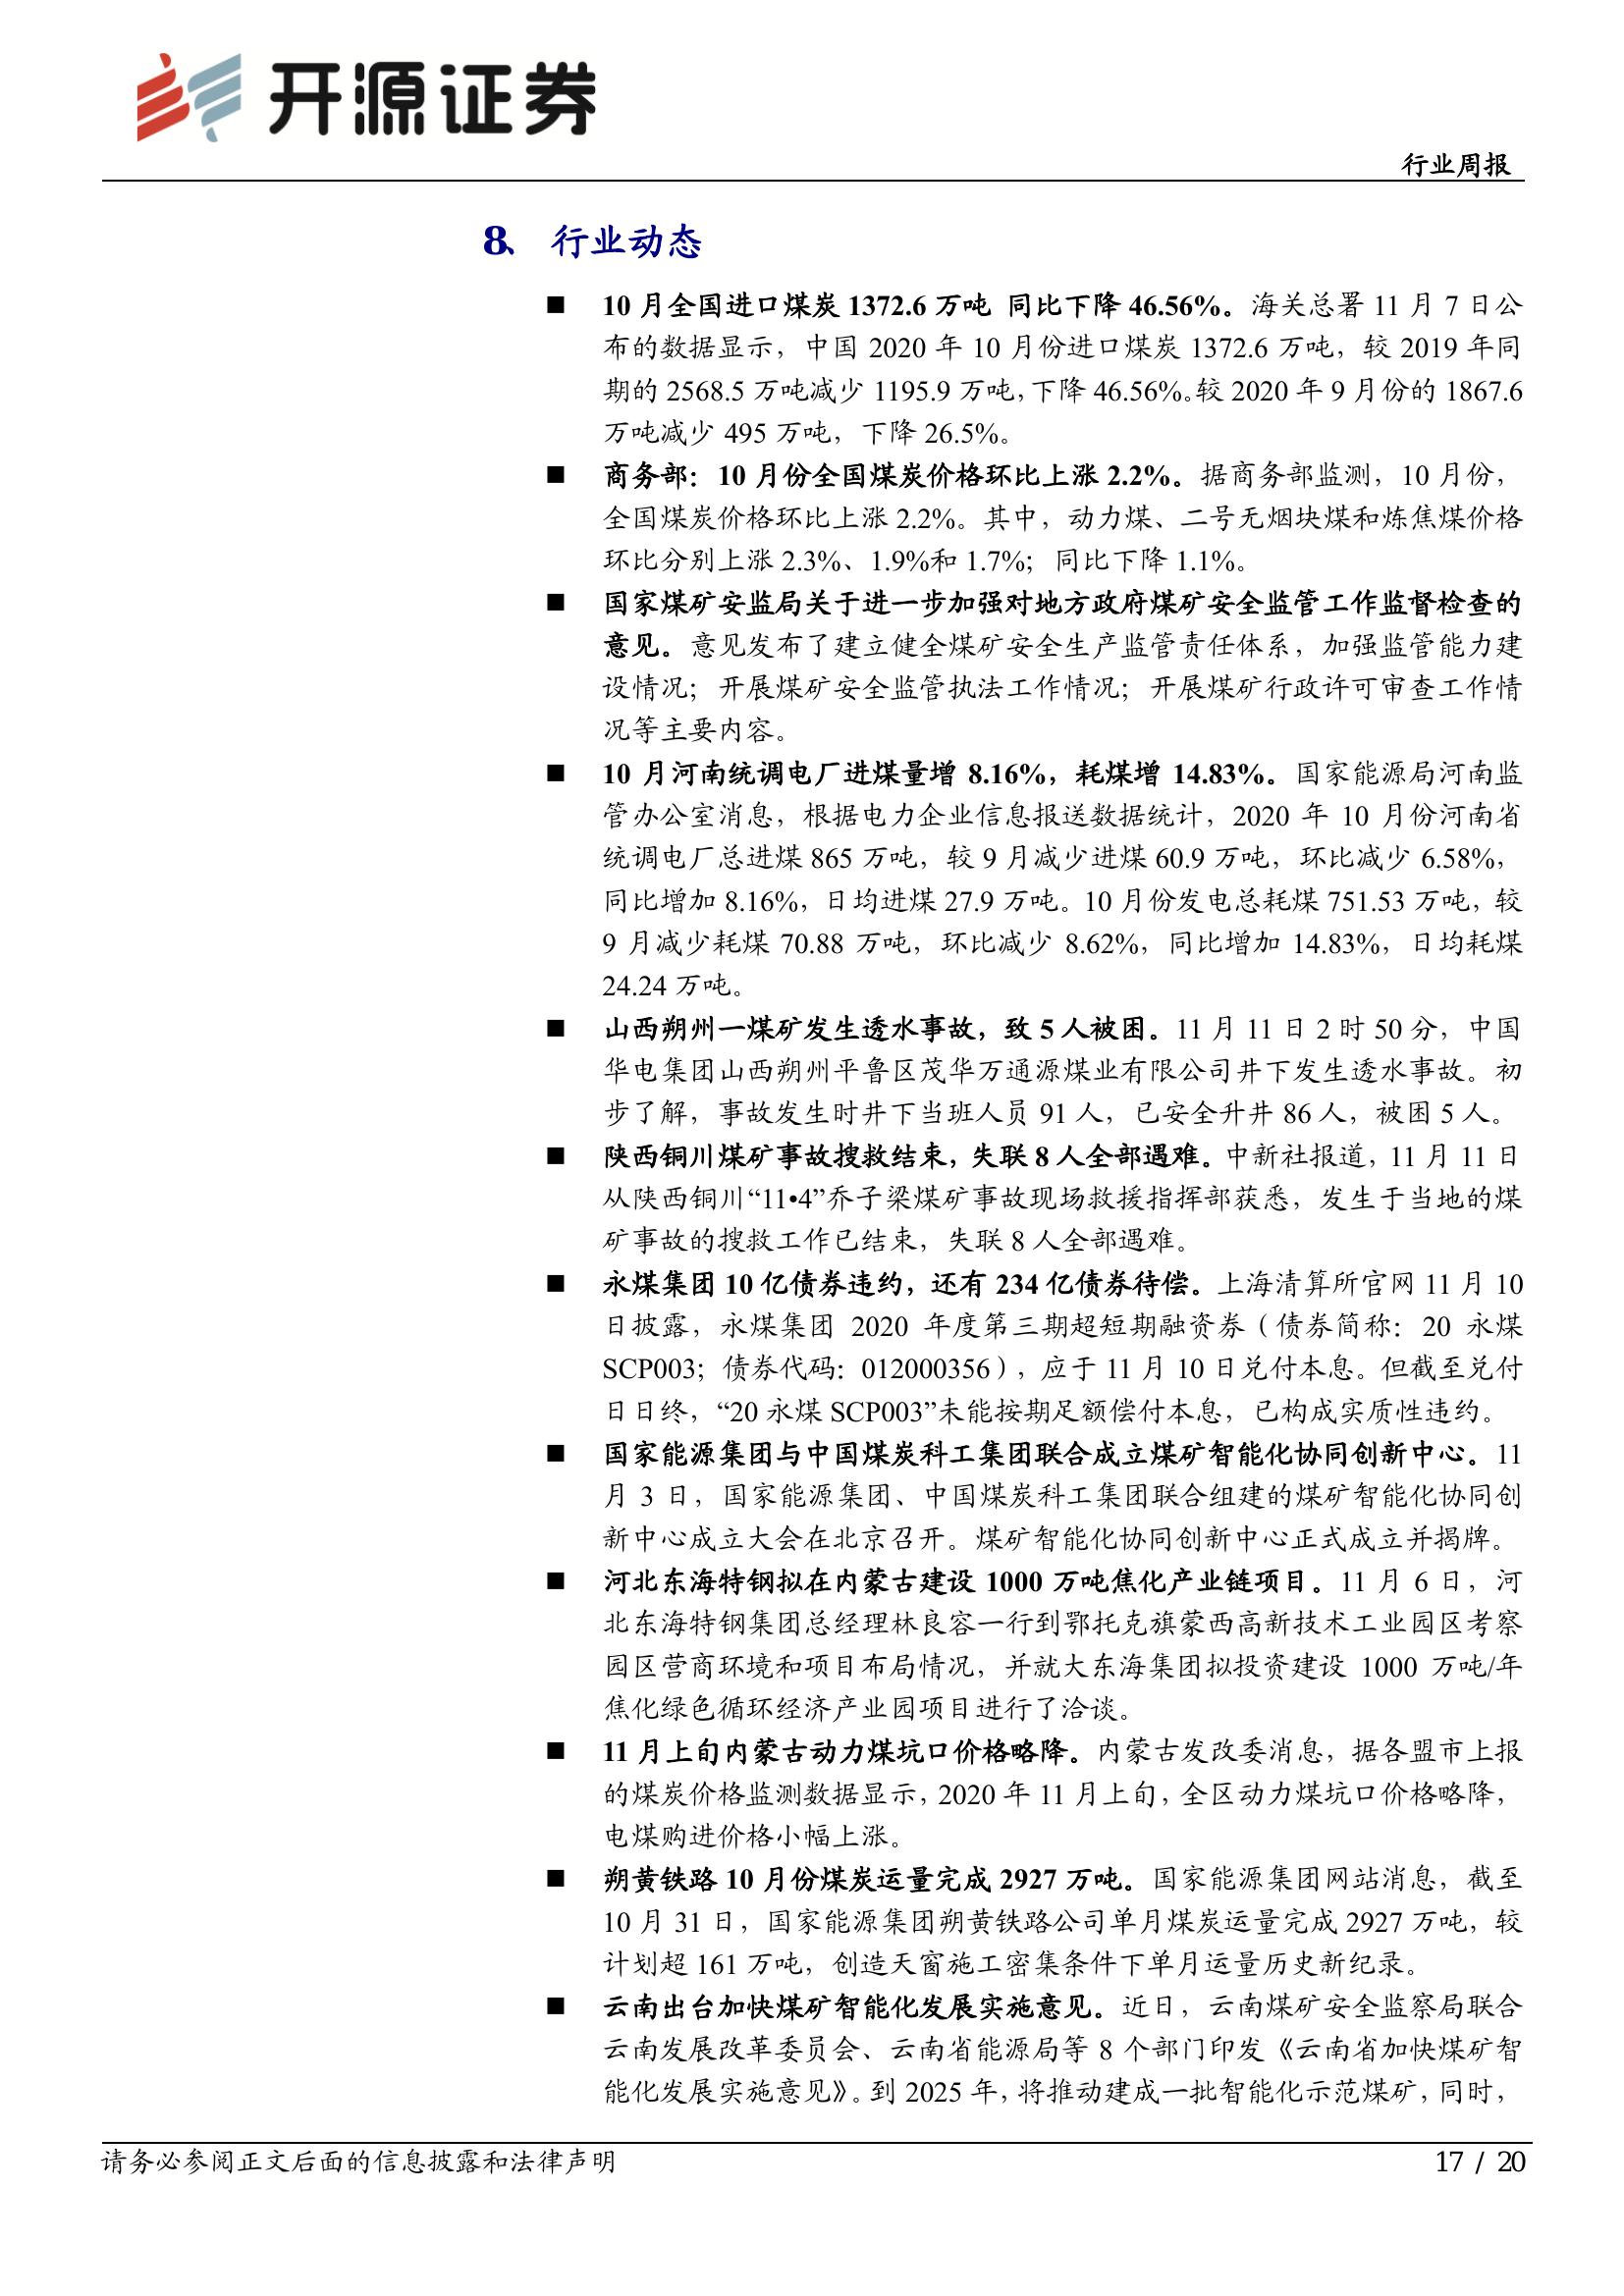 开源证券
行业周报
8、 行业动态
■ 10 月全国进口煤炭 1372.6 万吨 同比下降 46.56%。海关总署 11 月 7 日公
布的数据显示，中国 2020 年 10 月份进口煤炭 1372.6 万吨，较 2019 年同
期的 2568.5 万吨减少 1195.9 万吨，下降 46.56%。较 2020 年 9 月份的 1867.6
万吨减少 495 万吨，下降 26.5%。
■ 商务部：10 月份全国煤炭价格环比上涨 2.2%。据商务部监测，10 月份，
全国煤炭价格环比上涨 2.2%。其中，动力煤、二号无烟块煤和炼焦煤价格
环比分别上涨 2.3%、1.9%和 1.7%；同比下降 1.1%。
■ 国家煤矿安监局关于进一步加强对地方政府煤矿安全监管工作监督检查的
意见。意见发布了建立健全煤矿安全生产监管责任体系，加强监管能力建
设情况；开展煤矿安全监管执法工作情况；开展煤矿行政许可审查工作情
况等主要内容。
■ 10 月河南统调电厂进煤量增 8.16%，耗煤增 14.83%。国家能源局河南监
管办公室消息，根据电力企业信息报送数据统计，2020 年 10 月份河南省
统调电厂总进煤 865 万吨，较 9 月减少进煤 60.9 万吨，环比减少 6.58%，
同比增加 8.16%，日均进煤 27.9 万吨。10 月份发电总耗煤 751.53 万吨，较
9 月减少耗煤 70.88 万吨，环比减少 8.62%，同比增加 14.83%，日均耗煤
24.24 万吨。
■ 山西朔州一煤矿发生透水事故，致 5 人被困。11 月 11 日 2 时 50 分，中国
华电集团山西朔州平鲁区茂华万通源煤业有限公司井下发生透水事故。初
步了解，事故发生时井下当班人员 91 人，已安全升井 86 人，被困 5 人。
■ 陕西铜川煤矿事故搜救结束，失联 8 人全部遇难。中新社报道，11 月 11 日
从陕西铜川“11•4”乔子梁煤矿事故现场救援指挥部获悉，发生于当地的煤
矿事故的搜救工作已结束，失联 8 人全部遇难。
■ 永煤集团 10 亿债券违约，还有 234 亿债券待偿。上海清算所官网 11 月 10
日披露，永煤集团 2020 年度第三期超短期融资券（债券简称：20 永煤
SCP003；债券代码：012000356），应于 11 月 10 日兑付本息。但截至兑付
日日终，“20 永煤 SCP003”未能按期足额偿付本息，已构成实质性违约。
■ 国家能源集团与中国煤炭科工集团联合成立煤矿智能化协同创新中心。11
月 3 日，国家能源集团、中国煤炭科工集团联合组建的煤矿智能化协同创
新中心成立大会在北京召开。煤矿智能化协同创新中心正式成立并揭牌。
■ 河北东海特钢拟在内蒙古建设 1000 万吨焦化产业链项目。11 月 6 日，河
北东海特钢集团总经理林良容一行到鄂托克旗蒙西高新技术工业园区考察
园区营商环境和项目布局情况，并就大东海集团拟投资建设 1000 万吨/年
焦化绿色循环经济产业园项目进行了洽谈。
■ 11 月上旬内蒙古动力煤坑口价格略降。内蒙古发改委消息，据各盟市上报
的煤炭价格监测数据显示，2020 年 11 月上旬，全区动力煤坑口价格略降，
电煤购进价格小幅上涨。
■ 朔黄铁路 10 月份煤炭运量完成 2927 万吨。国家能源集团网站消息，截至
10 月 31 日，国家能源集团朔黄铁路公司单月煤炭运量完成 2927 万吨，较
计划超 161 万吨，创造天窗施工密集条件下单月运量历史新纪录。
■ 云南出台加快煤矿智能化发展实施意见。近日，云南煤矿安全监察局联合
云南发展改革委员会、云南省能源局等 8 个部门印发《云南省加快煤矿智
能化发展实施意见》。到 2025 年，将推动建成一批智能化示范煤矿，同时，
请务必参阅正文后面的信息披露和法律声明
17 / 20